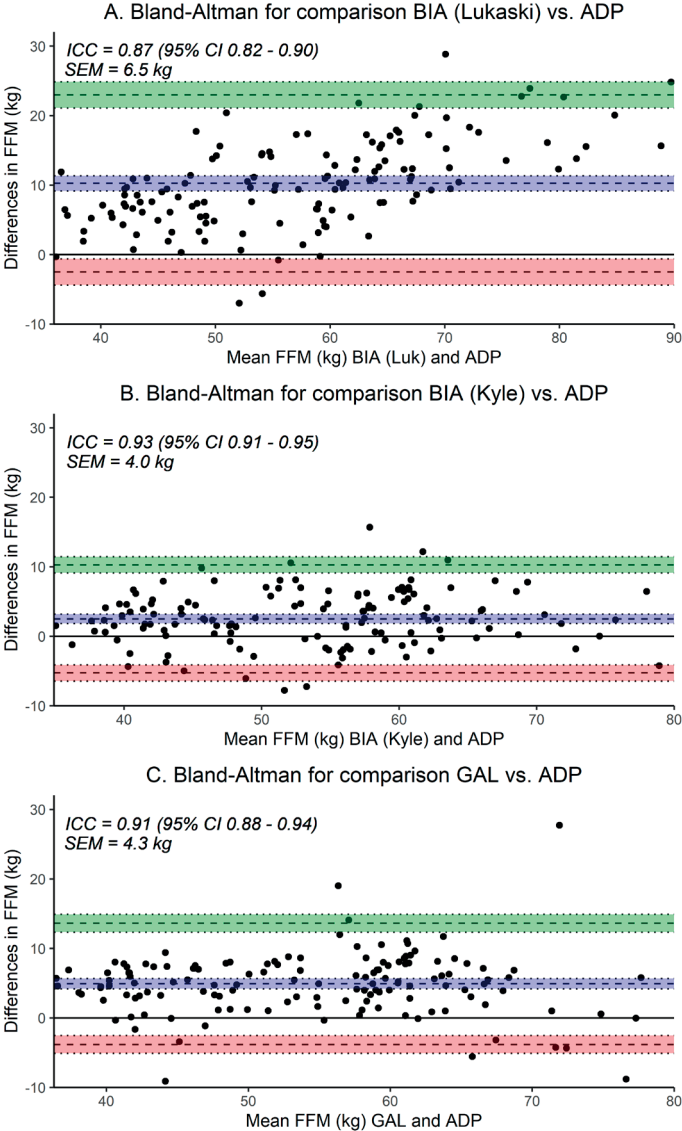 A. Bland-Altman for comparison BIA (Lukaski) vs. ADP
ICC = 0.87 (95% CI 0.82 - 0.90)
SEM = 6.5 kg
Differences in FFM (kg)
30
20
10
0
-10
40 50 60 70 80 90
Mean FFM (kg) BIA (Luk) and ADP
B. Bland-Altman for comparison BIA (Kyle) vs. ADP
ICC = 0.93 (95% CI 0.91 - 0.95)
SEM = 4.0 kg
Differences in FFM (kg)
30
20
10
0
-10
40 50 60 70 80
Mean FFM (kg) BIA (Kyle) and ADP
C. Bland-Altman for comparison GAL vs. ADP
ICC = 0.91 (95% CI 0.88 - 0.94)
SEM = 4.3 kg
Differences in FFM (kg)
30
20
10
0
-10
40 50 60 70 80
Mean FFM (kg) GAL and ADP